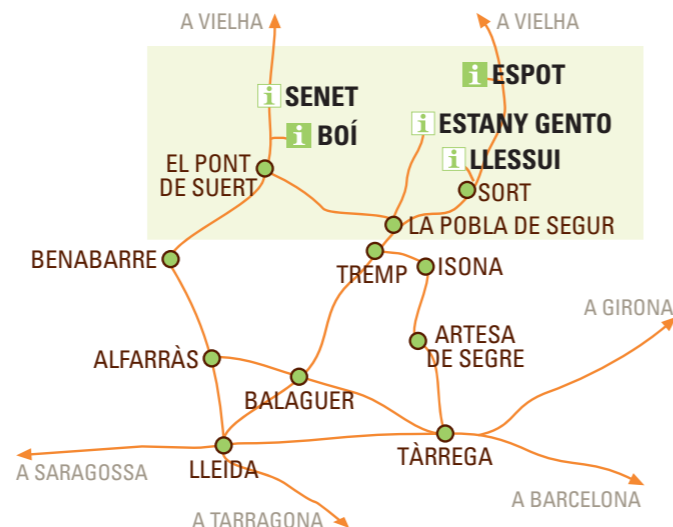 A VIELHA
A VIELHA
i ESPOT
i SENET
i ESTANY GENTO
i BOÍ
i LLESSUI
EL PONT
DE SUERT
SORT
LA POBLA DE SEGUR
BENABARRE
TREMP
ISONA
A GIRONA
ARTESA
DE SEGRE
ALFARRÀS
BALAGUER
A SARAGOSSA
LLEIDA
TÀRREGA
A BARCELONA
A TARRAGONA